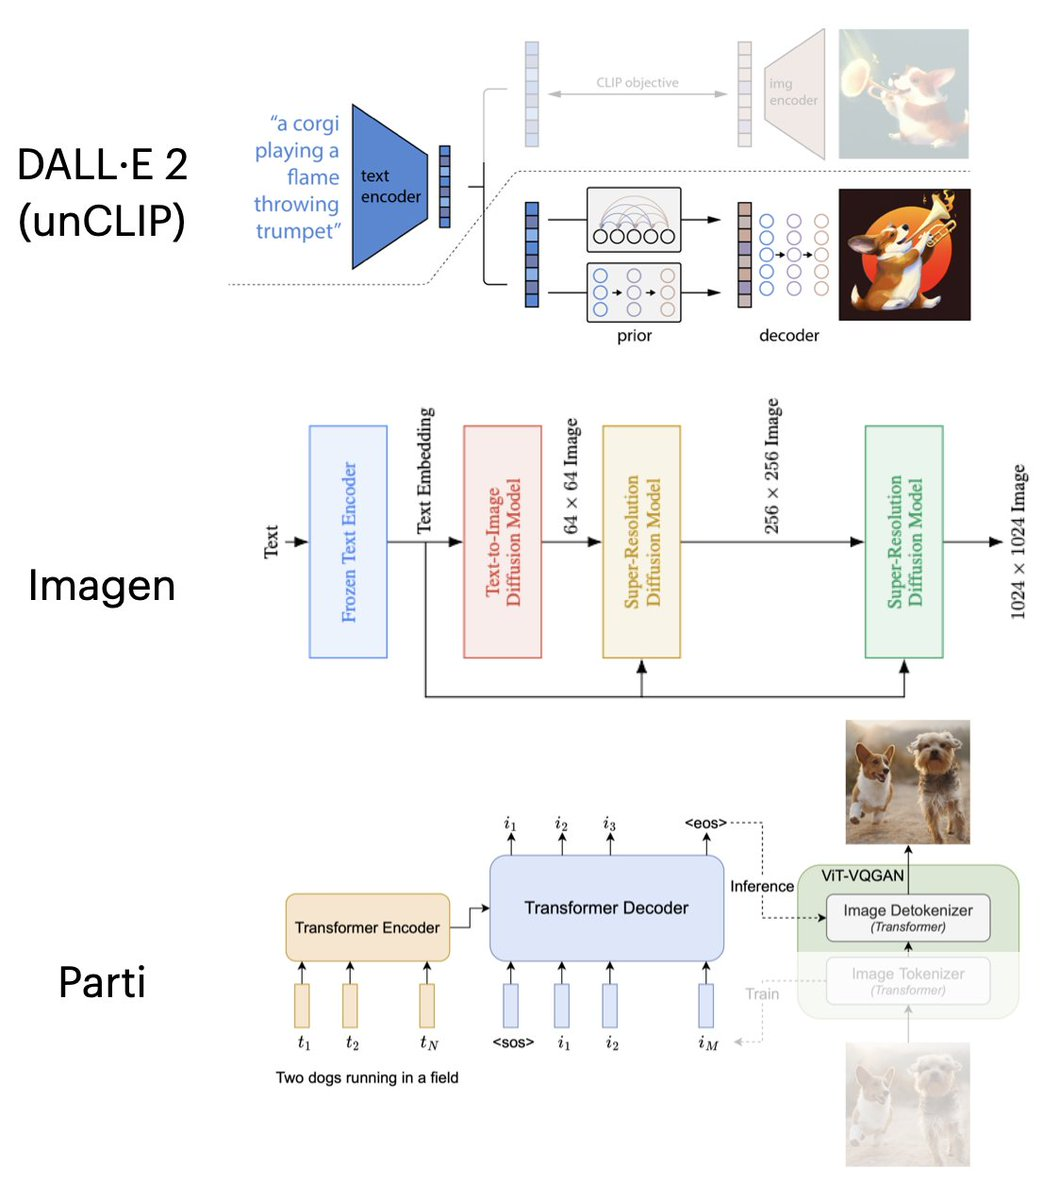 DALL·E 2
(unCLIP)
“a corgi
playing a
flame
throwing
trumpet”
text
encoder
CLIP objective
img
encoder
prior
decoder
Imagen
Text
Frozen Text Encoder
Text Embedding
Text-to-Image
Diffusion Model
64 × 64 Image
Super-Resolution
Diffusion Model
256 × 256 Image
Super-Resolution
Diffusion Model
1024 × 1024 Image
Parti
i₁ i₂ i₃ <eos>
Transformer Encoder
Transformer Decoder
Inference
ViT-VQGAN
Image Detokenizer
(Transformer)
Image Tokenizer
(Transformer)
Train
t₁ t₂ t_N
<sos> i₁ i₂ i_M
Two dogs running in a field